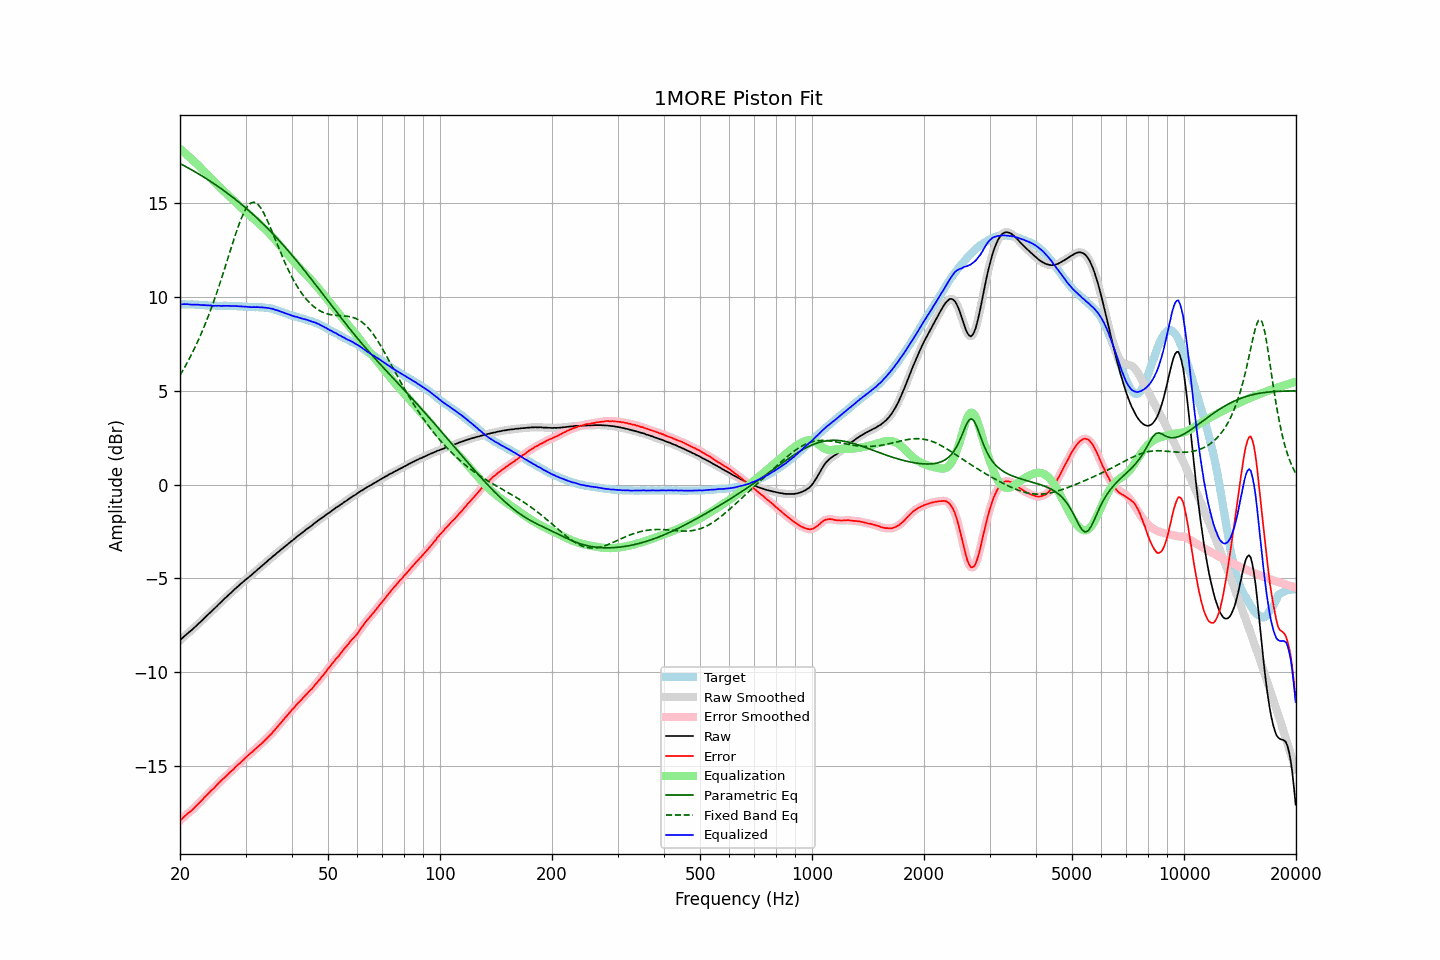 1MORE Piston Fit
Amplitude (dBr)
15
10
5
0
−5
−10
−15
20
50
100
200
500
1000
2000
5000
10000
20000
Frequency (Hz)
Target
Raw Smoothed
Error Smoothed
Raw
Error
Equalization
Parametric Eq
Fixed Band Eq
Equalized